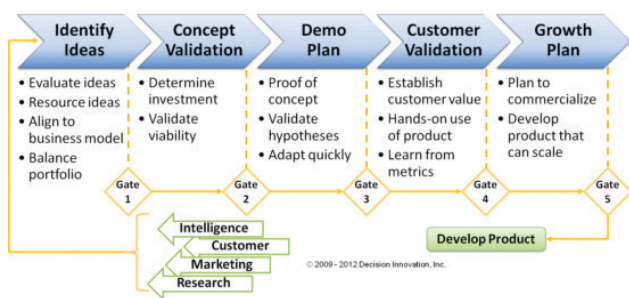 Identify
Ideas
Concept
Validation
Demo
Plan
Customer
Validation
Growth
Plan
• Evaluate ideas
• Resource ideas
• Align to
business model
• Balance
portfolio
• Determine
investment
• Validate
viability
• Proof of
concept
• Validate
hypotheses
• Adapt quickly
• Establish
customer value
• Hands-on use
of product
• Learn from
metrics
• Plan to
commercialize
• Develop
product that
can scale
Gate
1
Gate
2
Gate
3
Gate
4
Gate
5
Intelligence
Customer
Marketing
Research
Develop Product
© 2009 - 2012 Decision Innovation, Inc.